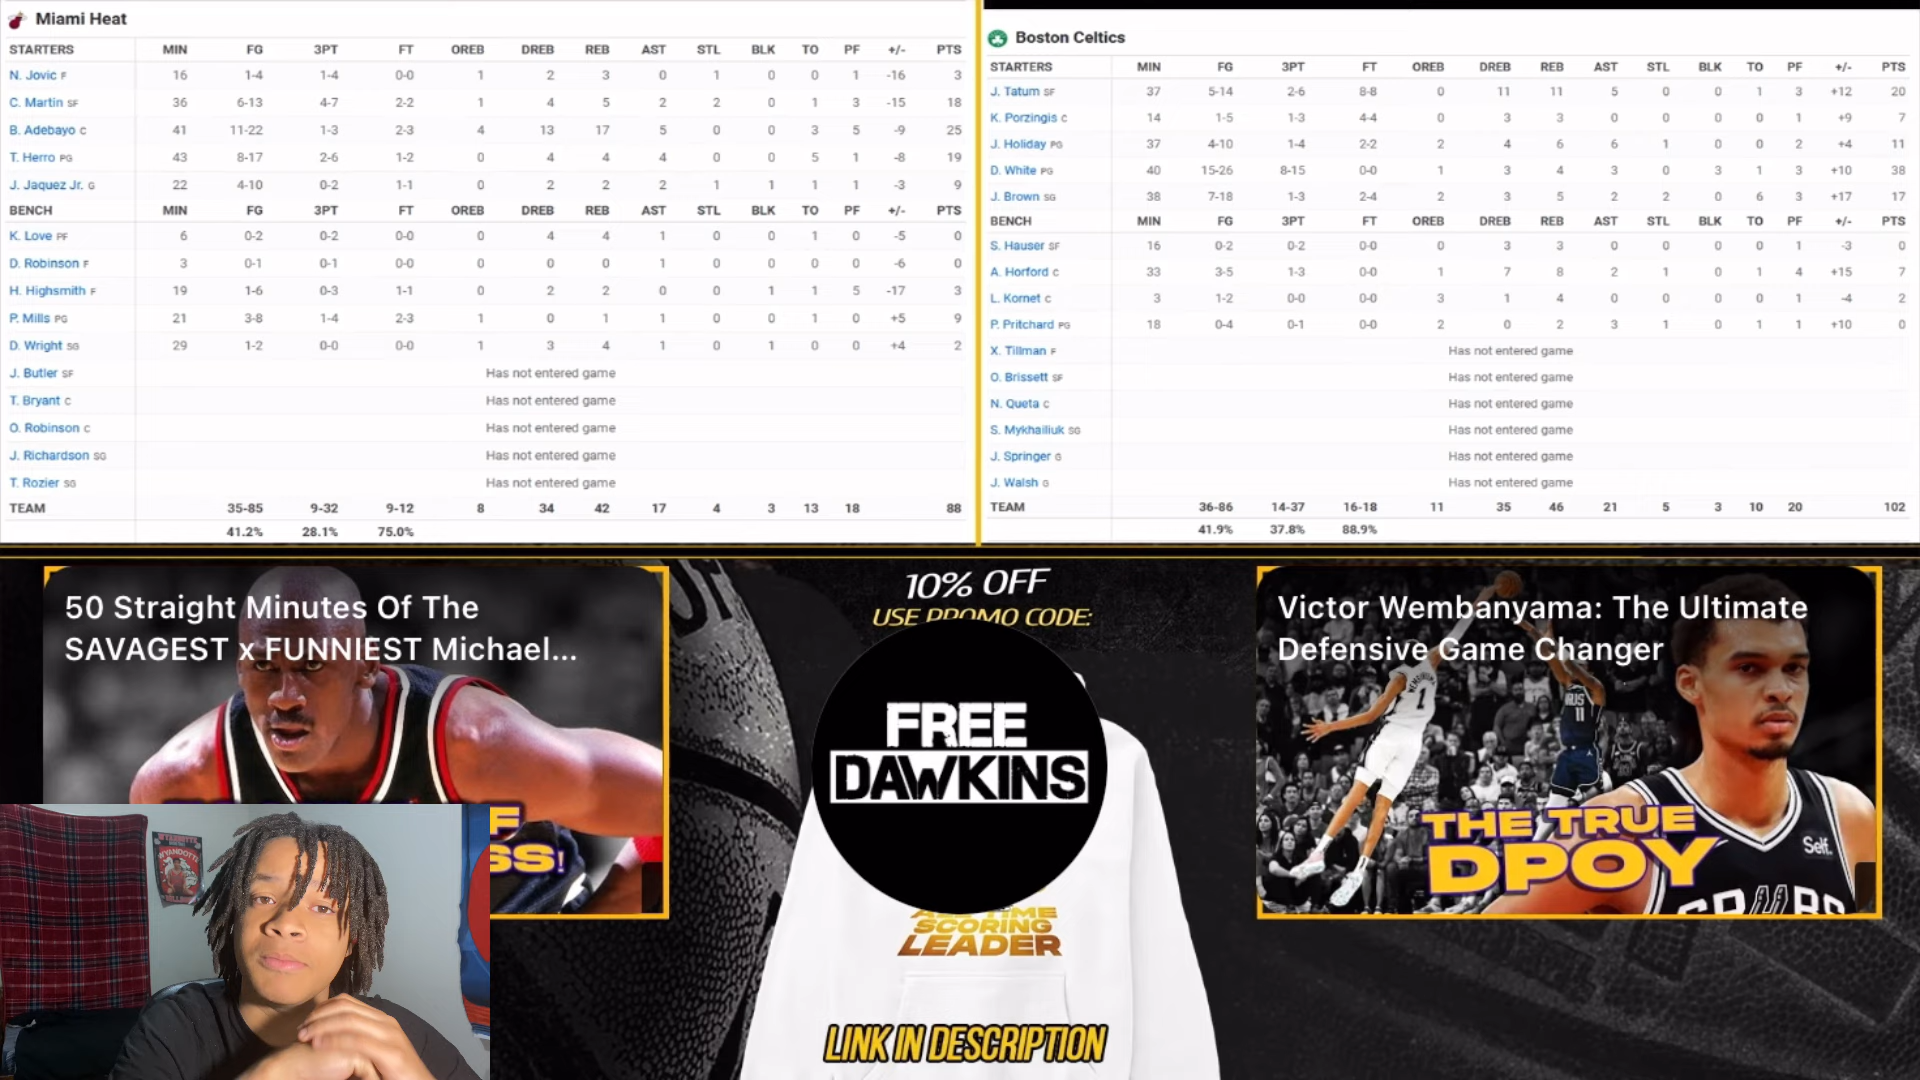 Miami Heat
STARTERS MIN FG 3PT FT OREB DREB REB AST STL BLK TO PF +/- PTS
N. Jovic F 16 1-4 1-4 0-0 1 2 3 0 1 0 0 1 -16 3
C. Martin SF 36 6-13 4-7 2-2 1 4 5 2 2 0 1 3 -15 18
B. Adebayo C 41 11-22 1-3 2-3 4 13 17 5 0 0 3 5 -9 25
T. Herro PG 43 8-17 2-6 1-2 0 4 4 4 0 0 5 1 -8 19
J. Jaquez Jr. G 22 4-10 0-2 1-1 0 2 2 2 1 1 1 1 -3 9
BENCH MIN FG 3PT FT OREB DREB REB AST STL BLK TO PF +/- PTS
K. Love PF 6 0-2 0-2 0-0 0 4 4 1 0 0 1 0 -5 0
D. Robinson F 3 0-1 0-1 0-0 0 0 0 1 0 0 0 0 -6 0
H. Highsmith F 19 1-6 0-3 1-1 0 2 2 0 0 1 1 5 -17 3
P. Mills PG 21 3-8 1-4 2-3 1 0 1 1 0 0 1 0 +5 9
D. Wright SG 29 1-2 0-0 0-0 1 3 4 1 0 1 0 0 +4 2
J. Butler SF Has not entered game
T. Bryant C Has not entered game
O. Robinson C Has not entered game
J. Richardson SG Has not entered game
T. Rozier SG Has not entered game
TEAM 35-85 9-32 9-12 8 34 42 17 4 3 13 18 88
41.2% 28.1% 75.0%
Boston Celtics
STARTERS MIN FG 3PT FT OREB DREB REB AST STL BLK TO PF +/- PTS
J. Tatum SF 37 5-14 2-6 8-8 0 11 11 5 0 0 1 3 +12 20
K. Porzingis C 14 1-5 1-3 4-4 0 3 3 0 0 0 0 1 +9 7
J. Holiday PG 37 4-10 1-4 2-2 2 4 6 6 1 0 0 2 +4 11
D. White PG 40 15-26 8-15 0-0 1 3 4 3 0 3 1 3 +10 38
J. Brown SG 38 7-18 1-3 2-4 2 3 5 2 2 0 6 3 +17 17
BENCH MIN FG 3PT FT OREB DREB REB AST STL BLK TO PF +/- PTS
S. Hauser SF 16 0-2 0-2 0-0 0 3 3 0 0 0 0 1 -3 0
A. Horford C 33 3-5 1-3 0-0 1 7 8 2 1 0 1 4 +15 7
L. Kornet C 3 1-2 0-0 0-0 3 1 4 0 0 0 0 1 -4 2
P. Pritchard PG 18 0-4 0-1 0-0 2 0 2 3 1 0 1 1 +10 0
X. Tillman F Has not entered game
O. Brissett SF Has not entered game
N. Queta C Has not entered game
S. Mykhailiuk SG Has not entered game
J. Springer G Has not entered game
J. Walsh G Has not entered game
TEAM 36-86 14-37 16-18 11 35 46 21 5 3 10 20 102
41.9% 37.8% 88.9%
50 Straight Minutes Of The
SAVAGEST x FUNNIEST Michael...
10% OFF
USE PROMO CODE:
FREE
DAWKINS
SCORING
LEADER
LINK IN DESCRIPTION
Victor Wembanyama: The Ultimate
Defensive Game Changer
THE TRUE
DPOY
Self.
WYANDOTTE